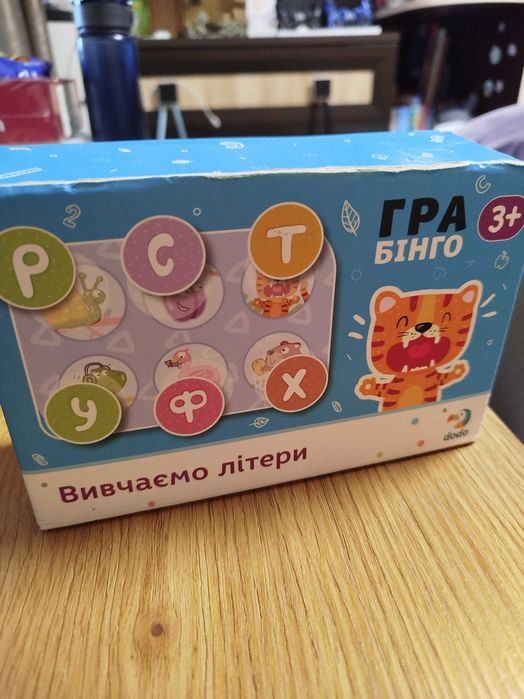 ГРА
БІНГО
3+
Р С Т
У Ф Х
dodo
Вивчаємо літери